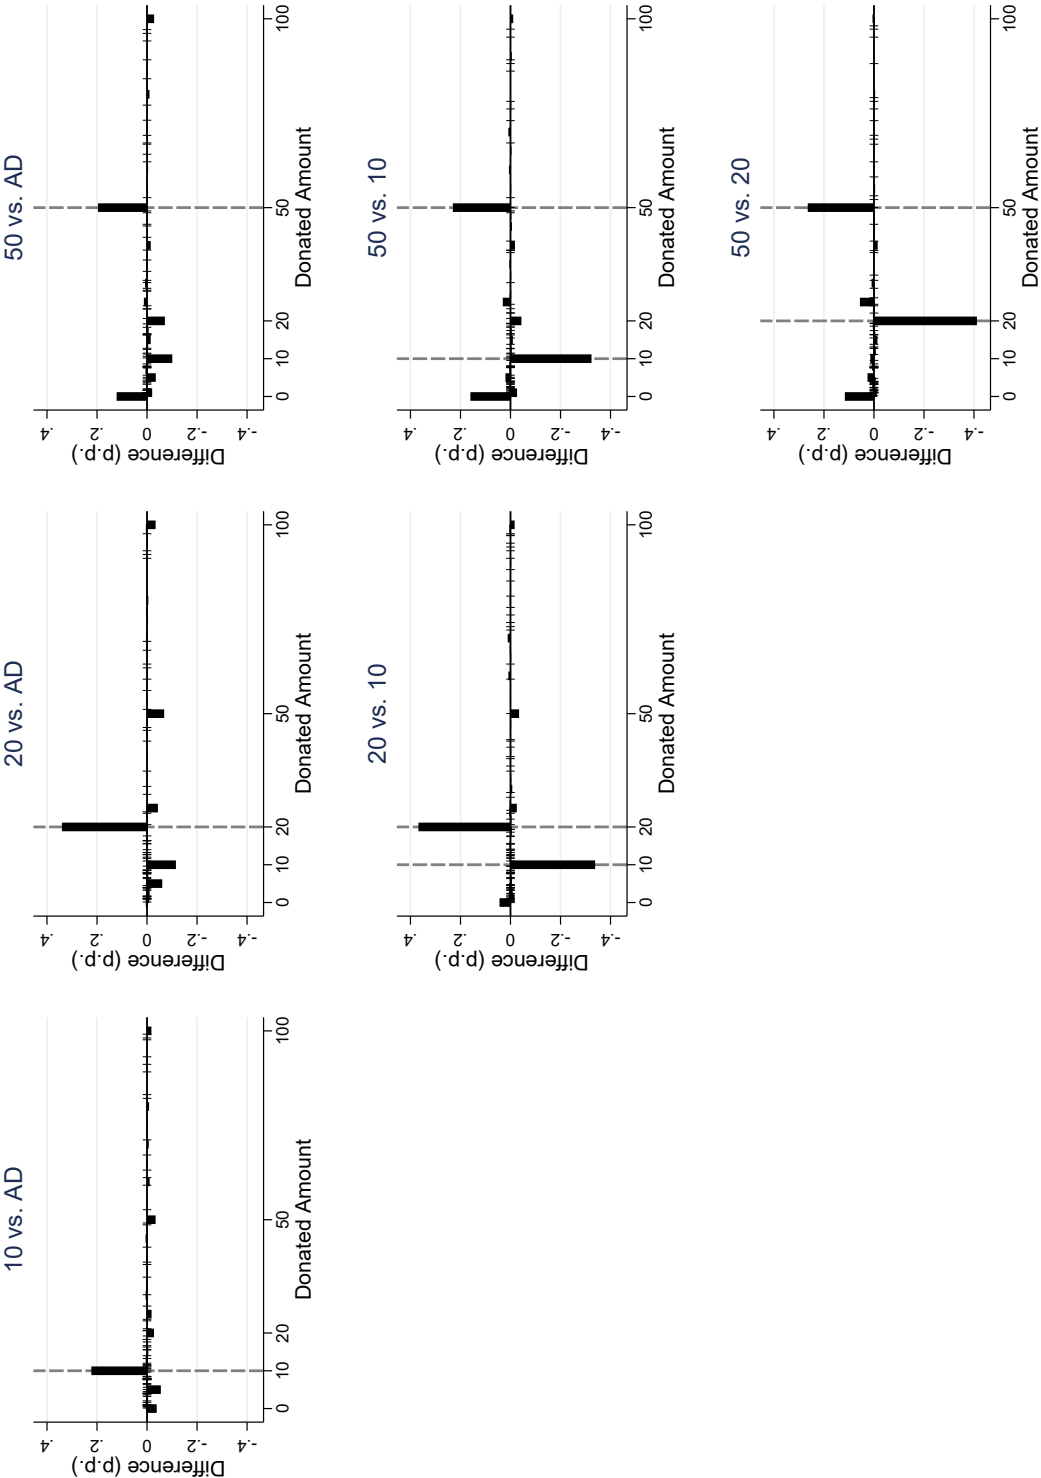 10 vs. AD
Difference (p.p.)
.4
.2
0
-.2
-.4
0 10 20 50 100
Donated Amount
20 vs. AD
Difference (p.p.)
.4
.2
0
-.2
-.4
0 10 20 50 100
Donated Amount
50 vs. AD
Difference (p.p.)
.4
.2
0
-.2
-.4
0 10 20 50 100
Donated Amount
20 vs. 10
Difference (p.p.)
.4
.2
0
-.2
-.4
0 10 20 50 100
Donated Amount
50 vs. 10
Difference (p.p.)
.4
.2
0
-.2
-.4
0 10 20 50 100
Donated Amount
50 vs. 20
Difference (p.p.)
.4
.2
0
-.2
-.4
0 10 20 50 100
Donated Amount